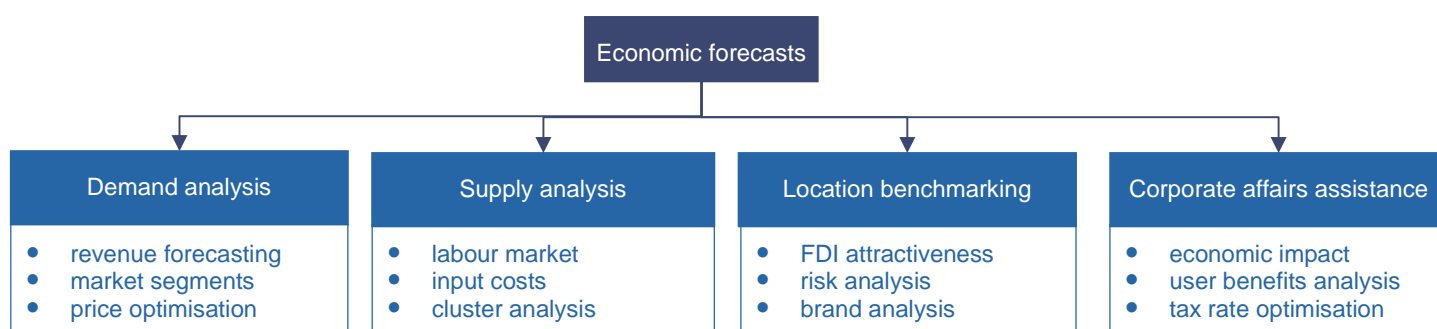 Economic forecasts
Demand analysis
• revenue forecasting
• market segments
• price optimisation
Supply analysis
• labour market
• input costs
• cluster analysis
Location benchmarking
• FDI attractiveness
• risk analysis
• brand analysis
Corporate affairs assistance
• economic impact
• user benefits analysis
• tax rate optimisation